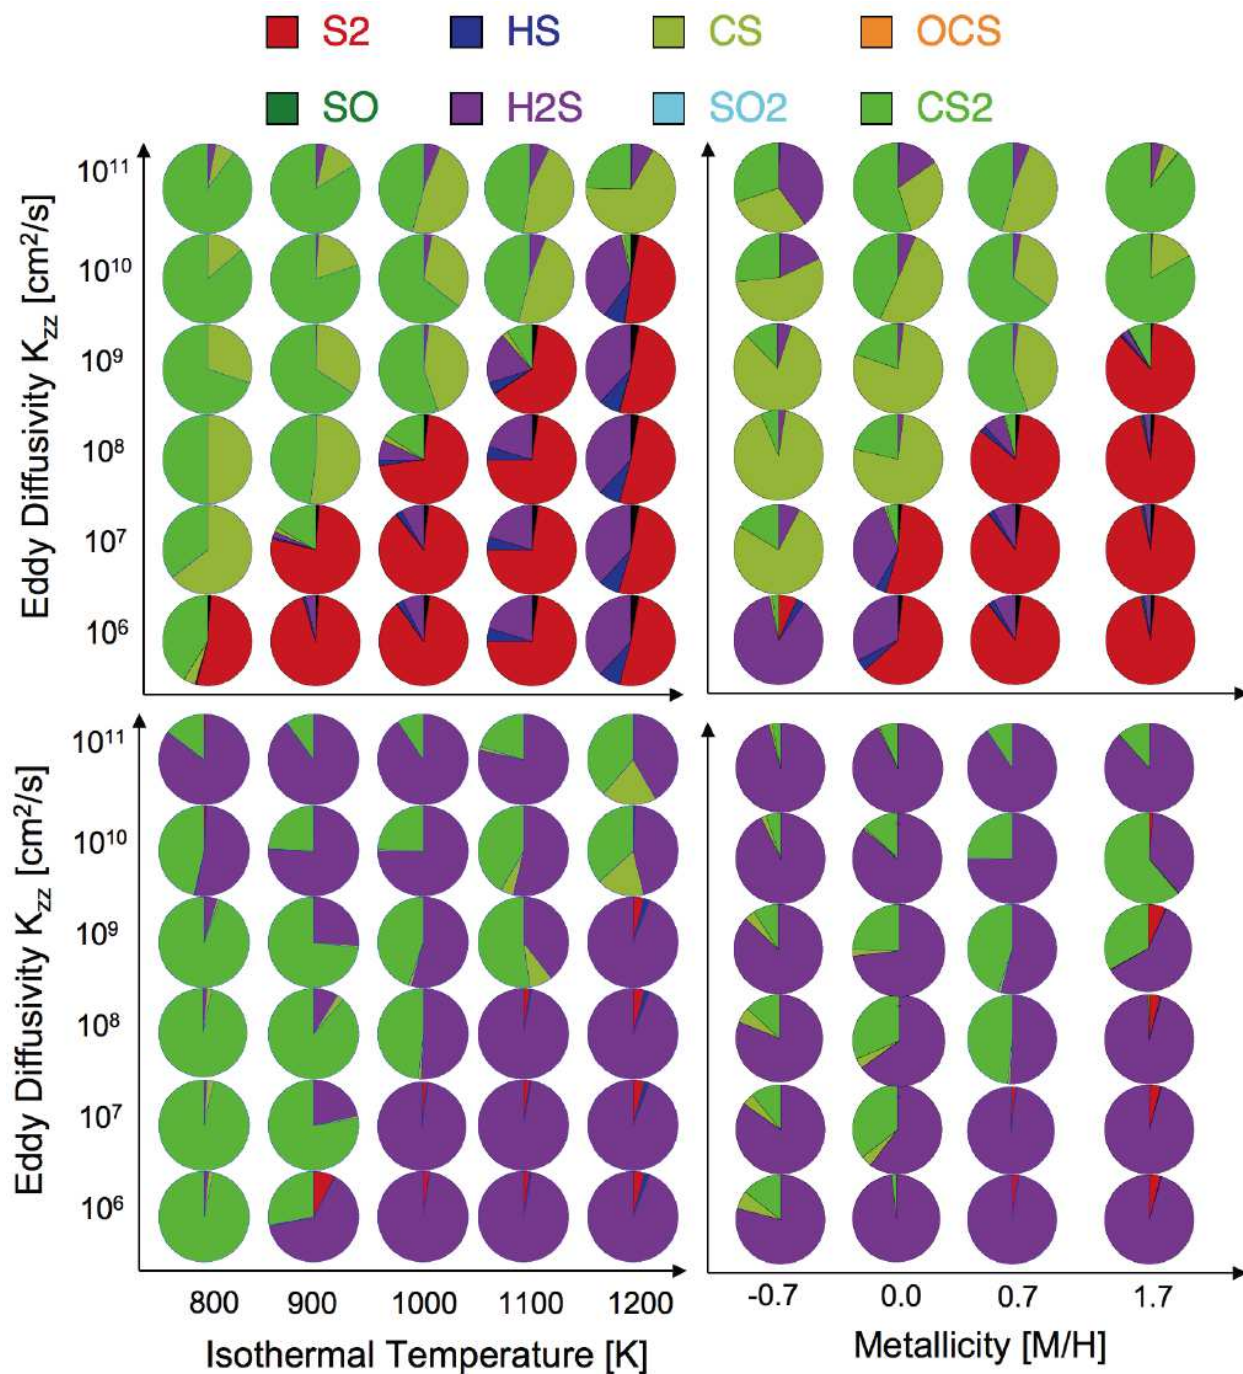 S2 HS CS OCS
SO H2S SO2 CS2
Eddy Diffusivity Kzz [cm²/s]
10¹¹
10¹⁰
10⁹
10⁸
10⁷
10⁶
Eddy Diffusivity Kzz [cm²/s]
10¹¹
10¹⁰
10⁹
10⁸
10⁷
10⁶
800 900 1000 1100 1200
Isothermal Temperature [K]
-0.7 0.0 0.7 1.7
Metallicity [M/H]